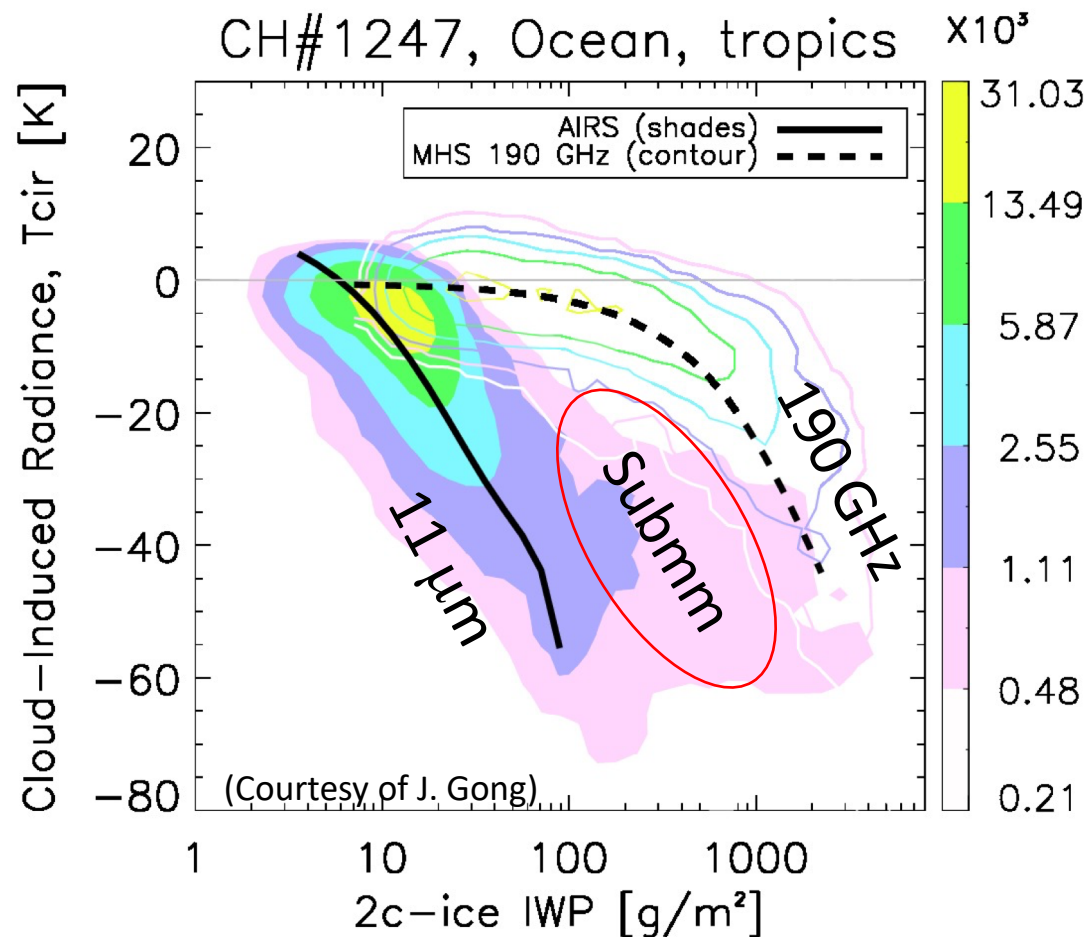 CH#1247, Ocean, tropics
X10³
Cloud-Induced Radiance, Tcir [K]
20
0
-20
-40
-60
-80
AIRS (shades)
MHS 190 GHz (contour)
11 μm
Submm
190 GHz
(Courtesy of J. Gong)
31.03
13.49
5.87
2.55
1.11
0.48
0.21
1
10
100
1000
2c-ice IWP [g/m²]